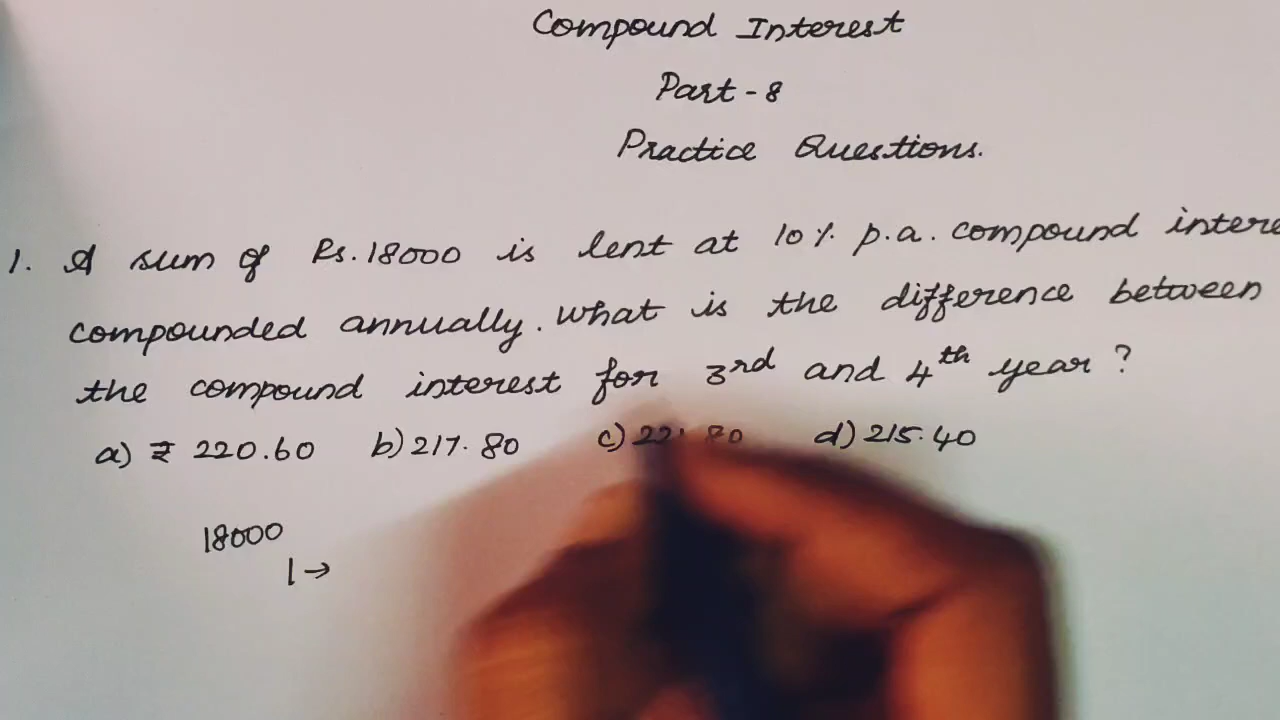 Compound Interest
Part - 8
Practice Questions.
1. A sum of Rs. 18000 is lent at 10% p.a. compound
compounded annually. What is the difference between
the compound interest for 3rd and 4th year?
a) ₹ 220.60 b) 217.80 c) d) 215.40
18000
1 →